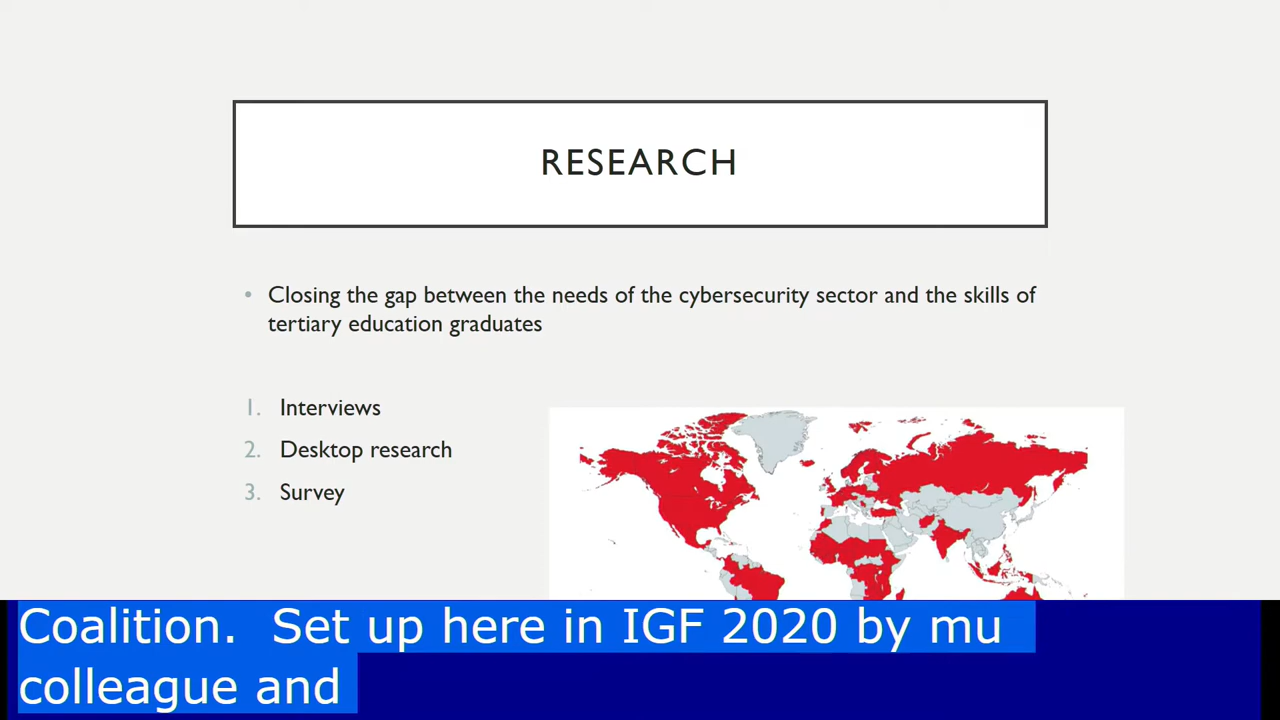 RESEARCH
• Closing the gap between the needs of the cybersecurity sector and the skills of
tertiary education graduates
1. Interviews
2. Desktop research
3. Survey
Coalition. Set up here in IGF 2020 by mu
colleague and